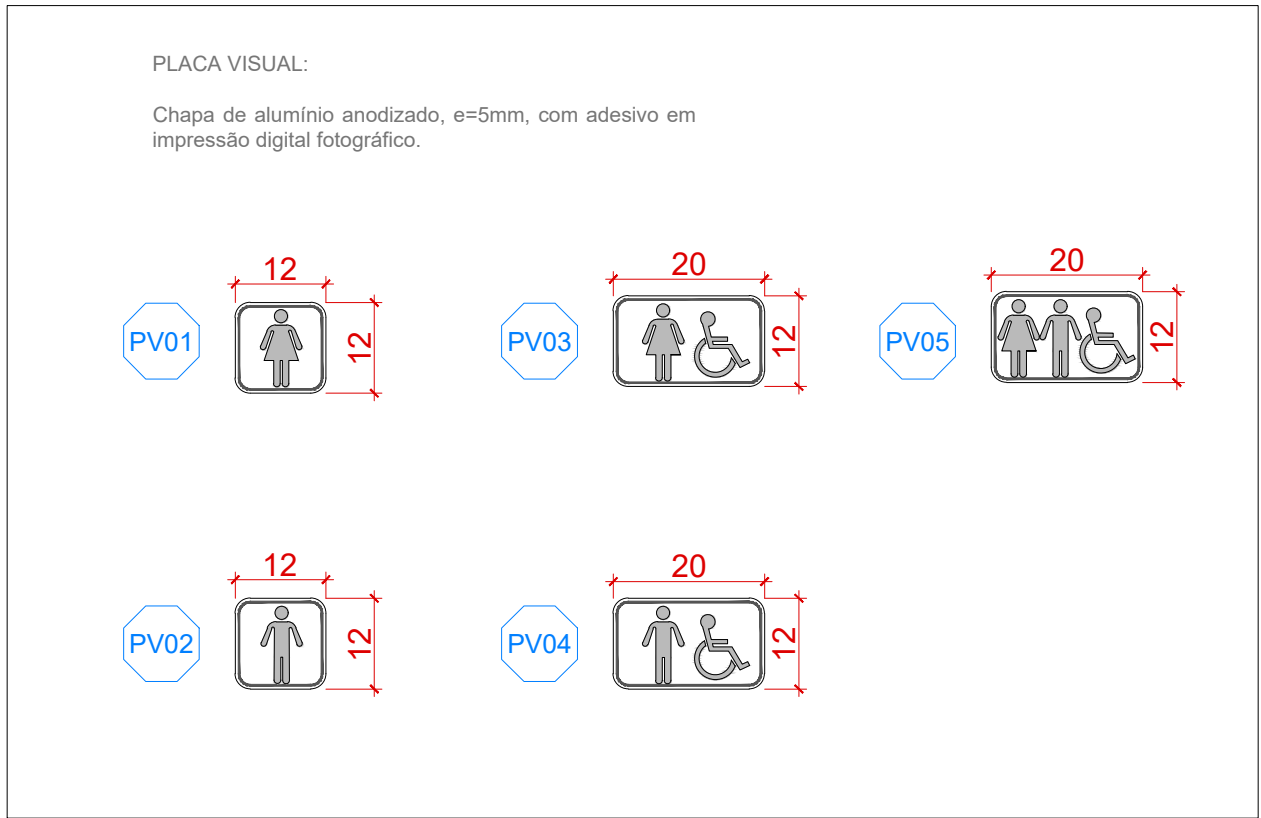 PLACA VISUAL:
Chapa de alumínio anodizado, e=5mm, com adesivo em
impressão digital fotográfico.
12
PV01
12
20
PV03
12
20
PV05
12
12
PV02
12
20
PV04
12